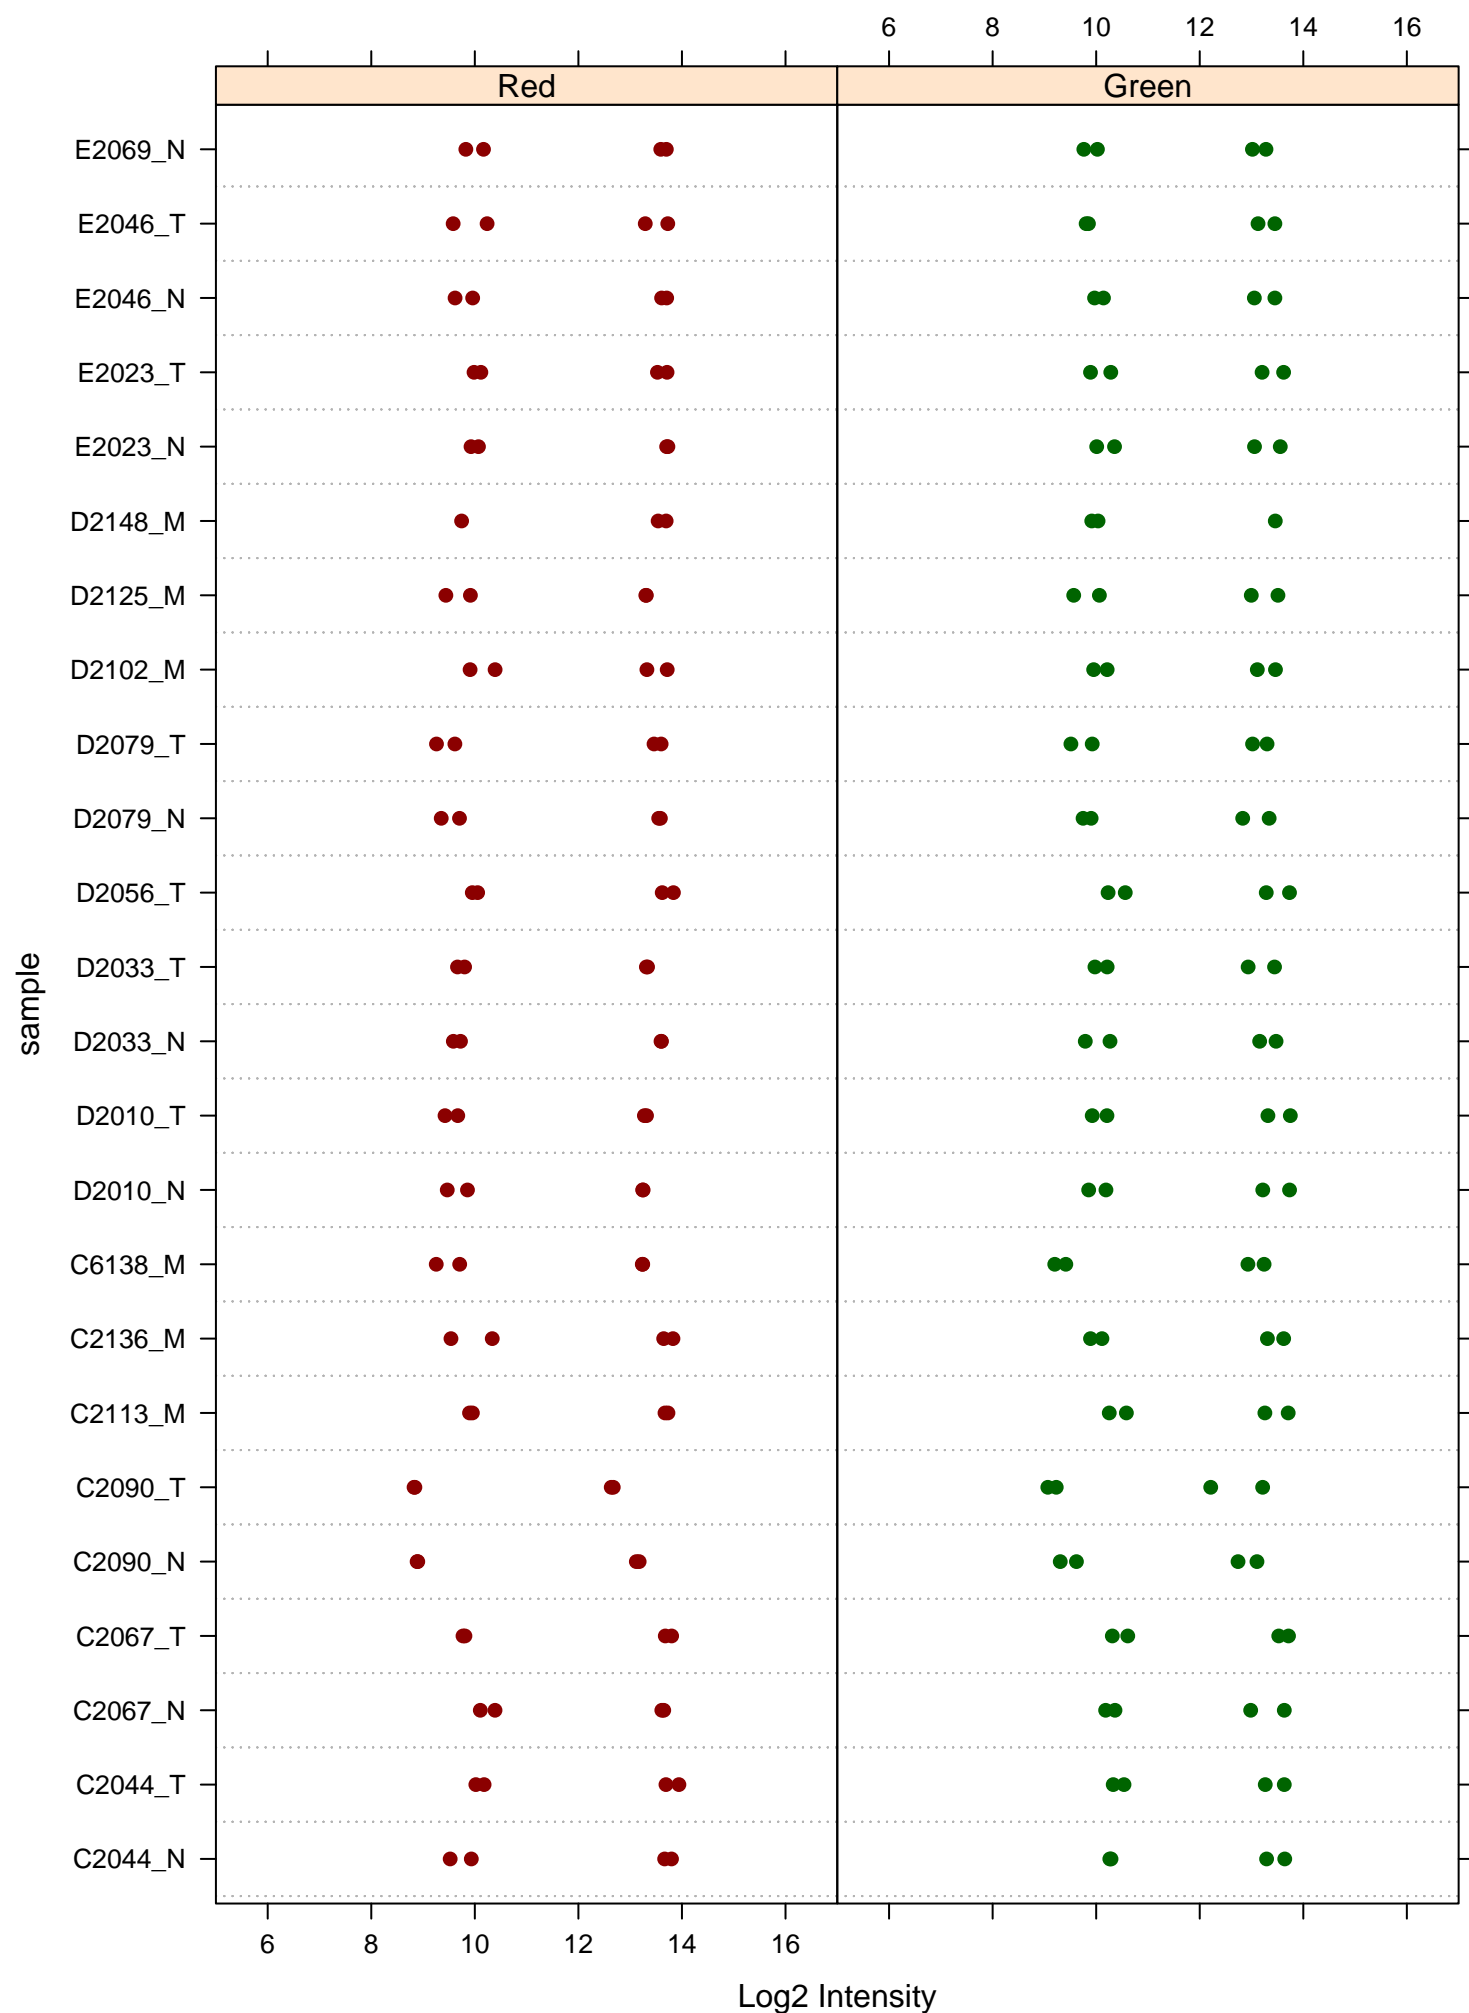 6 8 10 12 14 16
Red Green
E2069_N
E2046_T
E2046_N
E2023_T
E2023_N
D2148_M
D2125_M
D2102_M
D2079_T
D2079_N
D2056_T
D2033_T
D2033_N
D2010_T
D2010_N
C6138_M
C2136_M
C2113_M
C2090_T
C2090_N
C2067_T
C2067_N
C2044_T
C2044_N
sample
6 8 10 12 14 16
Log2 Intensity